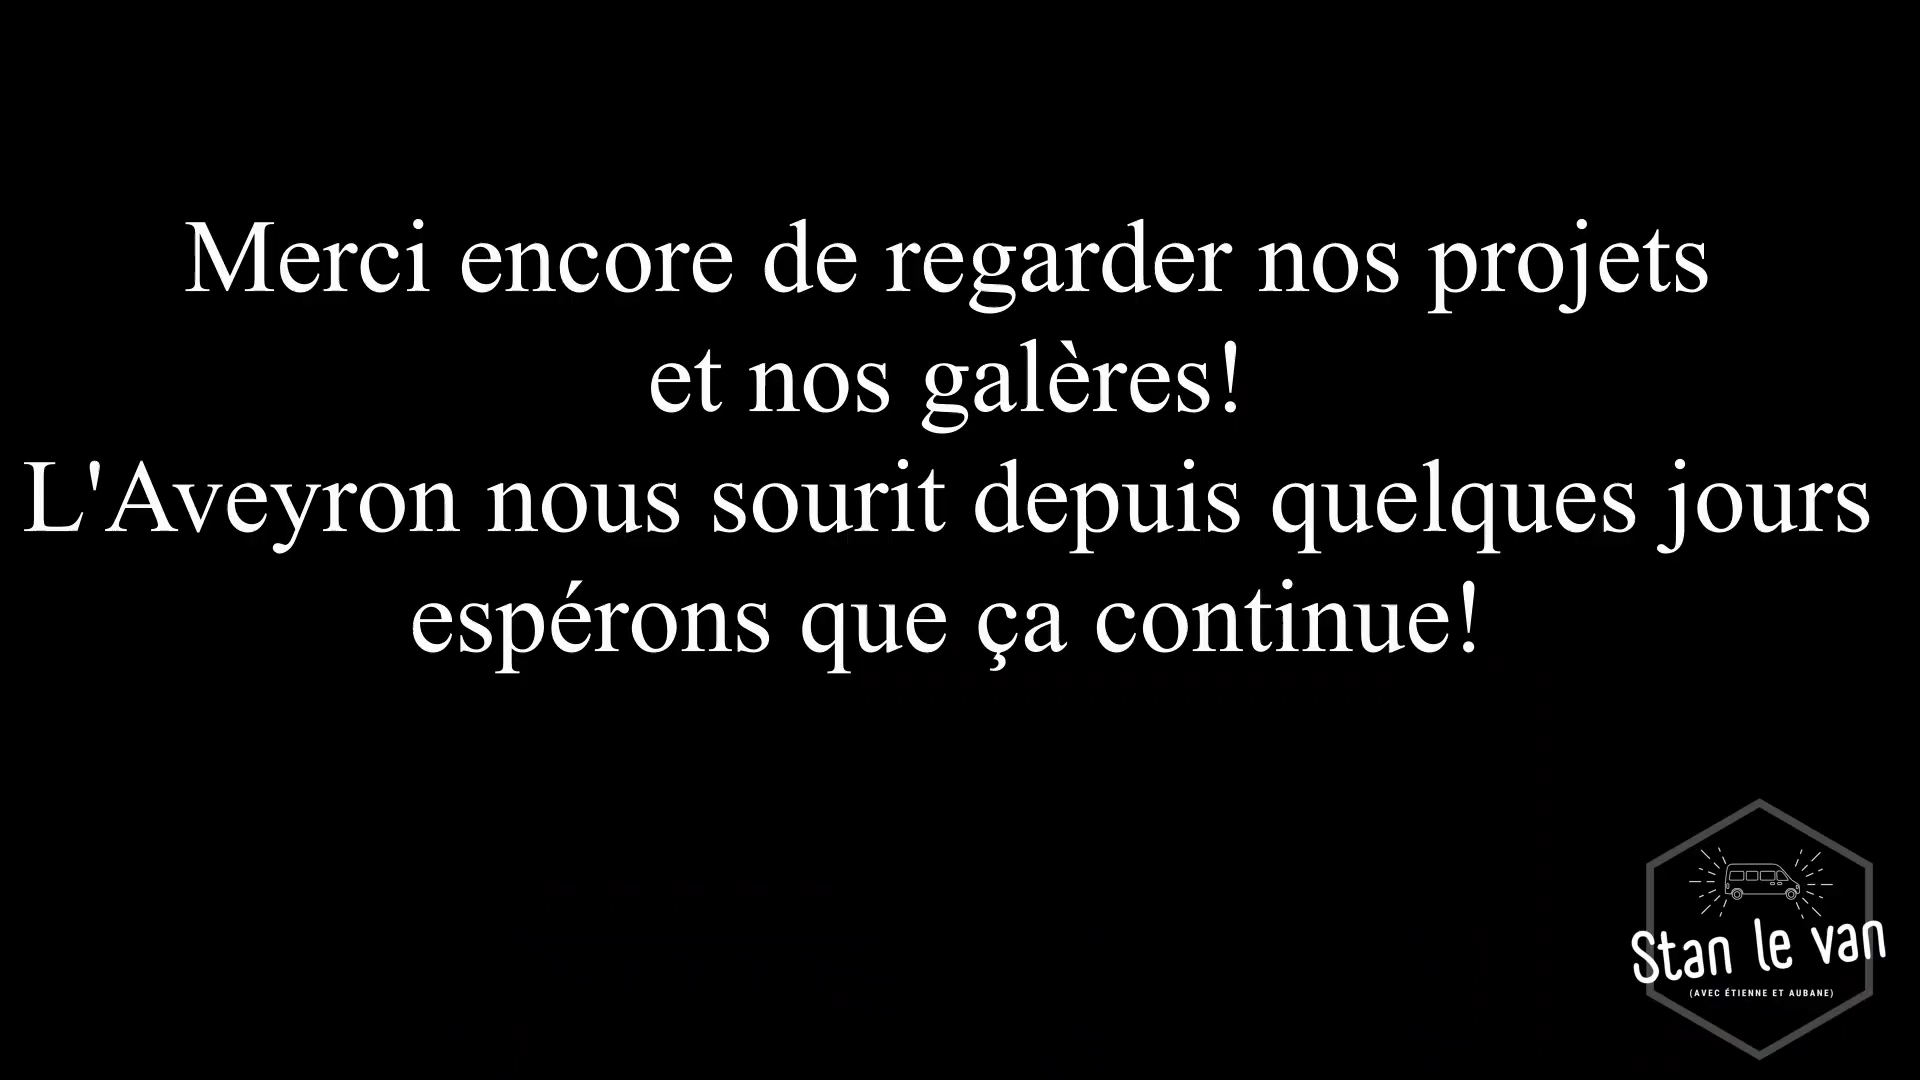 Merci encore de regarder nos projets
et nos galères!
L'Aveyron nous sourit depuis quelques jours
espérons que ça continue!
Stan le van
(AVEC ÉTIENNE ET AUBANE)